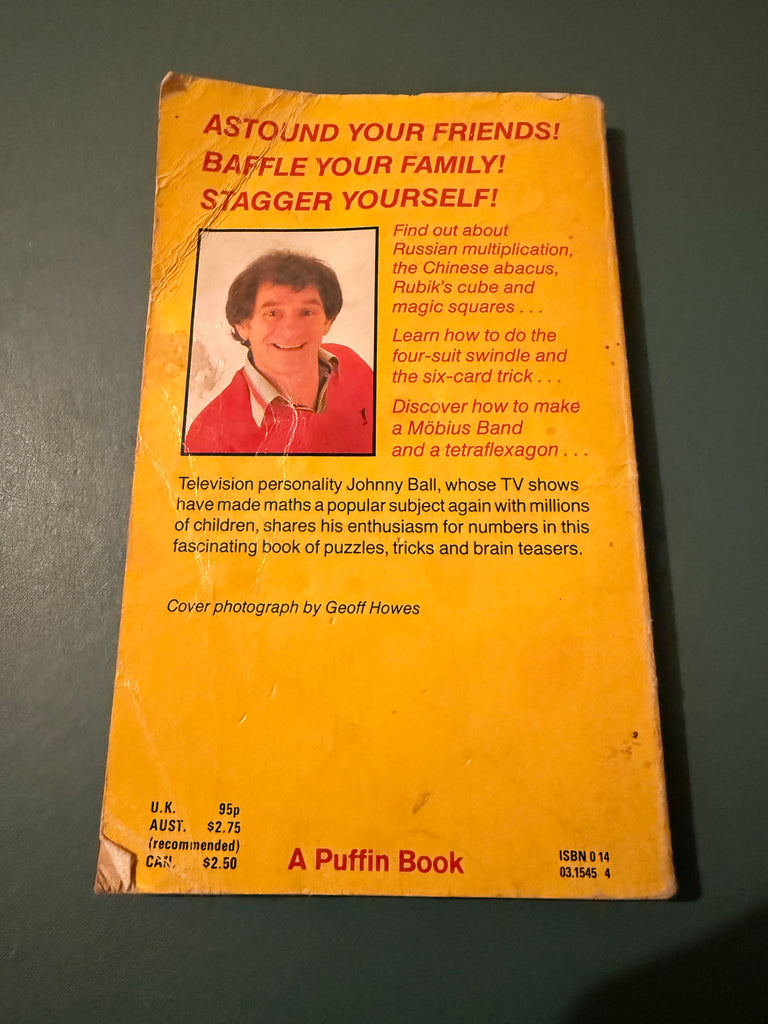 ASTOUND YOUR FRIENDS!
BAFFLE YOUR FAMILY!
STAGGER YOURSELF!
Find out about
Russian multiplication,
the Chinese abacus,
Rubik's cube and
magic squares . . .
Learn how to do the
four-suit swindle and
the six-card trick . . .
Discover how to make
a Möbius Band
and a tetraflexagon . . .
Television personality Johnny Ball, whose TV shows
have made maths a popular subject again with millions
of children, shares his enthusiasm for numbers in this
fascinating book of puzzles, tricks and brain teasers.
Cover photograph by Geoff Howes
U.K. 95p
AUST. $2.75
(recommended)
CAN. $2.50
A Puffin Book
ISBN 0 14
03.1545 4